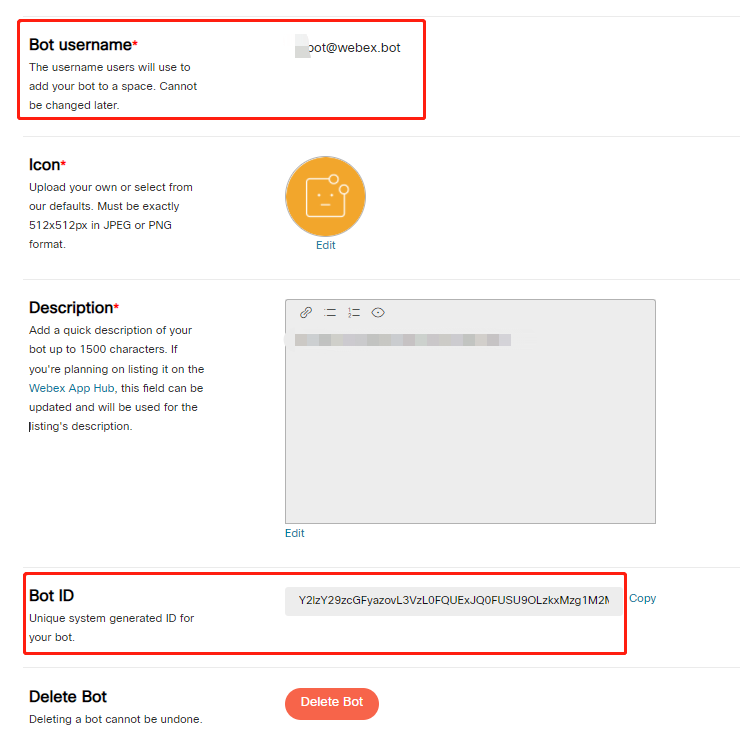 Bot username*
bot@webex.bot
The username users will use to
add your bot to a space. Cannot
be changed later.
Icon*
Upload your own or select from
our defaults. Must be exactly
512x512px in JPEG or PNG
format.
Edit
Description*
Add a quick description of your
bot up to 1500 characters. If
you're planning on listing it on the
Webex App Hub, this field can be
updated and will be used for the
listing's description.
Edit
Bot ID
Y2lzY29zcGFyazovL3VzL0FQUExJQ0FUSU9OLzkxMzg1M2M
Copy
Unique system generated ID for
your bot.
Delete Bot
Delete Bot
Deleting a bot cannot be undone.